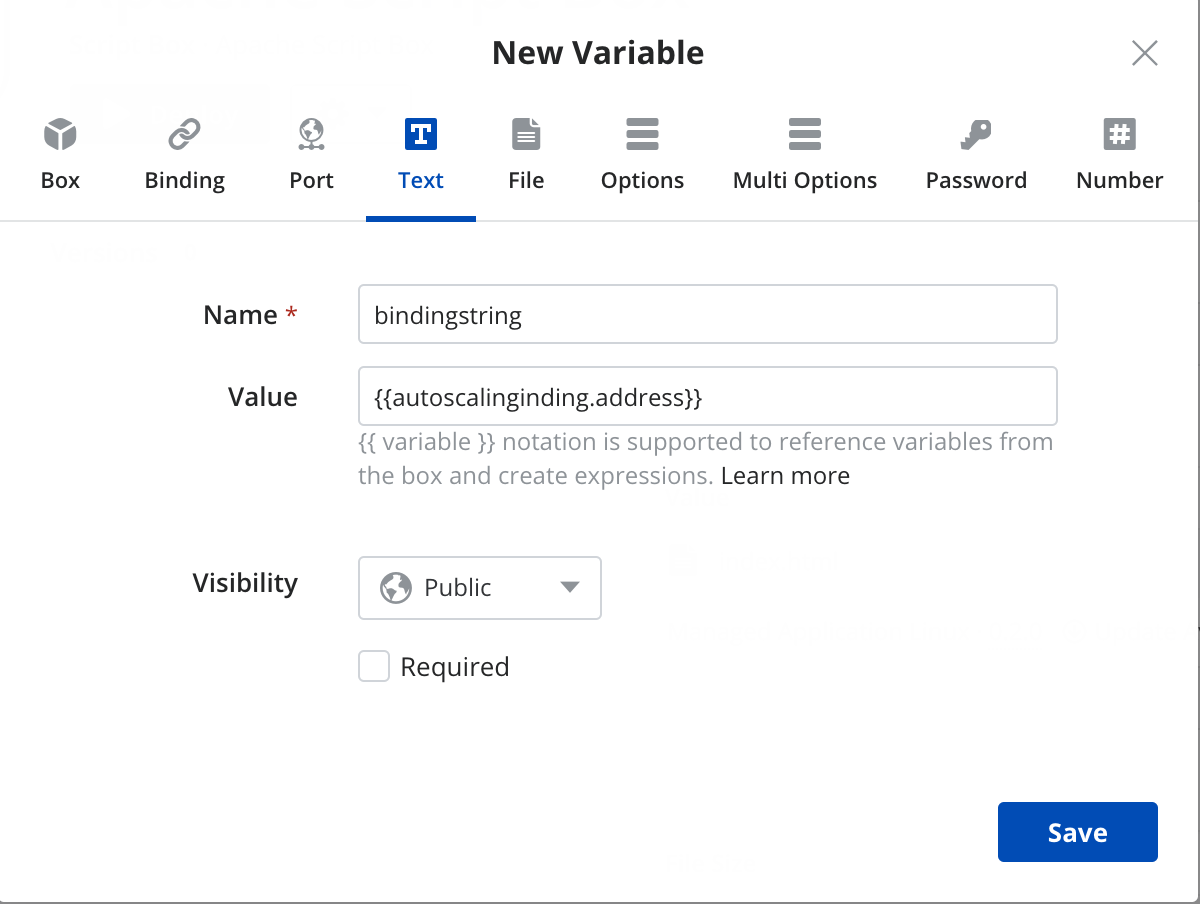 New Variable
Box Binding Port Text File Options Multi Options Password Number
Name *
bindingstring
Value
{{autoscalinginding.address}}
{{ variable }} notation is supported to reference variables from
the box and create expressions. Learn more
Visibility
Public
Required
Save